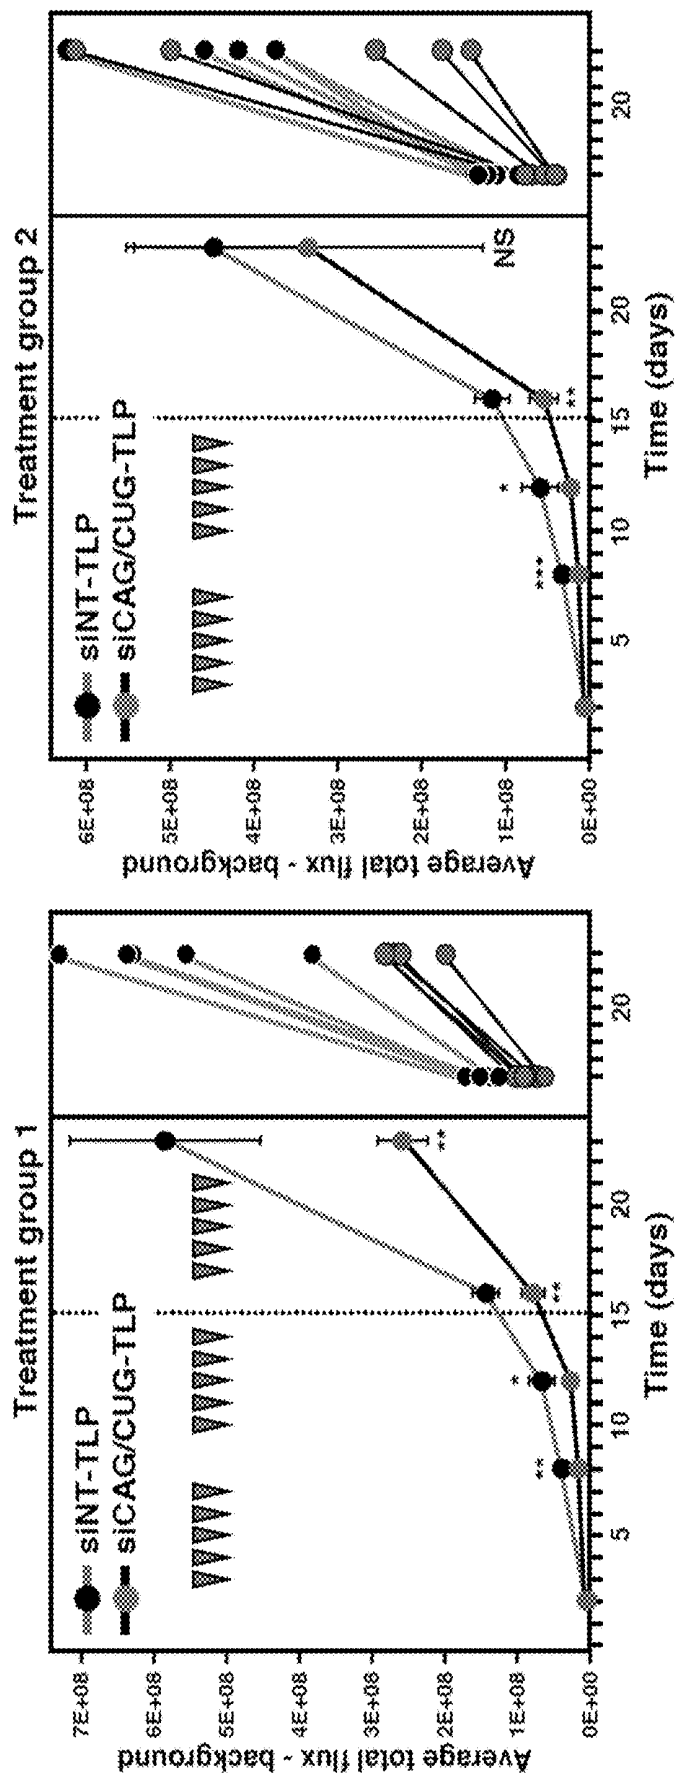 Treatment group 1
siNT-TLP
siCAG/CUG-TLP
Average total flux - background
7E+08
6E+08
5E+08
4E+08
3E+08
2E+08
1E+08
0E+00
**
*
**
**
5 10 15 20 20
Time (days)
Treatment group 2
siNT-TLP
siCAG/CUG-TLP
Average total flux - background
6E+08
5E+08
4E+08
3E+08
2E+08
1E+08
0E+00
***
*
**
NS
5 10 15 20 20
Time (days)